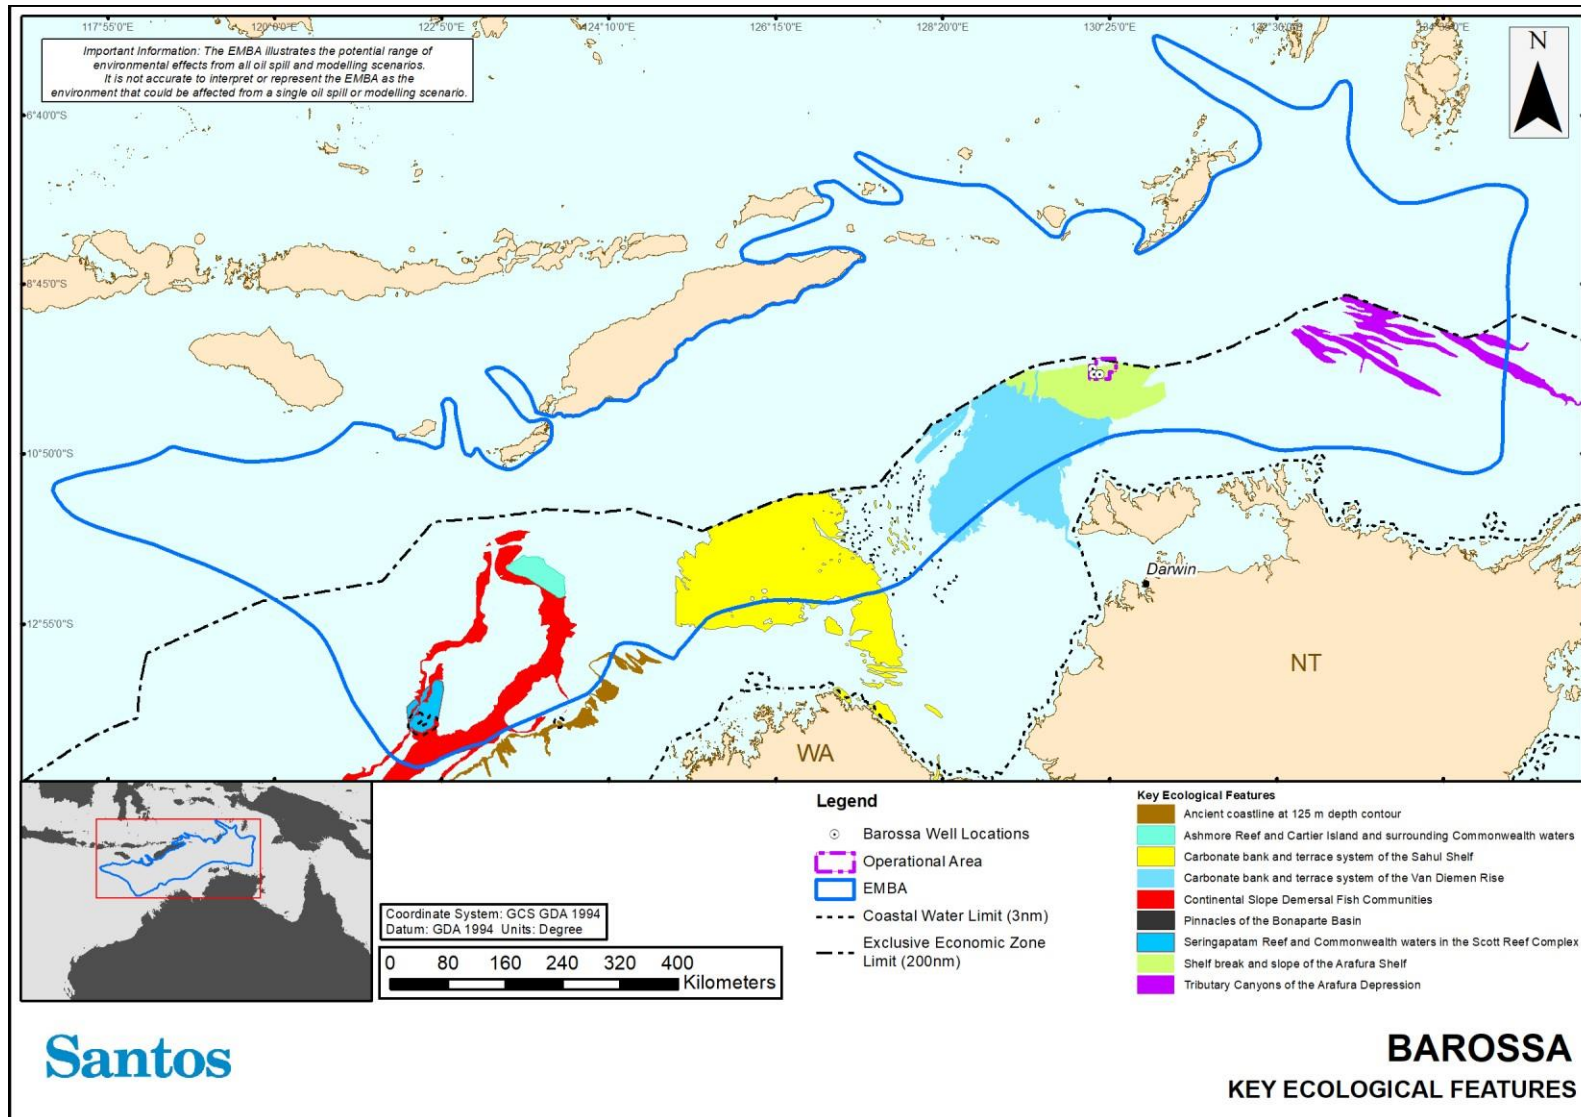 117°55'0"E
120°0'0"E
122°5'0"E
124°10'0"E
126°15'0"E
128°20'0"E
130°25'0"E
Important Information: The EMBA illustrates the potential range of
environmental effects from all oil spill and modelling scenarios.
It is not accurate to interpret or represent the EMBA as the
environment that could be affected from a single oil spill or modelling scenario.
N
6°40'0"S
8°45'0"S
10°50'0"S
12°55'0"S
Darwin
NT
WA
Legend
Barossa Well Locations
Operational Area
EMBA
Coastal Water Limit (3nm)
Exclusive Economic Zone
Limit (200nm)
Key Ecological Features
Ancient coastline at 125 m depth contour
Ashmore Reef and Cartier Island and surrounding Commonwealth waters
Carbonate bank and terrace system of the Sahul Shelf
Carbonate bank and terrace system of the Van Diemen Rise
Continental Slope Demersal Fish Communities
Pinnacles of the Bonaparte Basin
Seringapatam Reef and Commonwealth waters in the Scott Reef Complex
Shelf break and slope of the Arafura Shelf
Tributary Canyons of the Arafura Depression
Coordinate System: GCS GDA 1994
Datum: GDA 1994 Units: Degree
0 80 160 240 320 400
Kilometers
Santos
BAROSSA
KEY ECOLOGICAL FEATURES